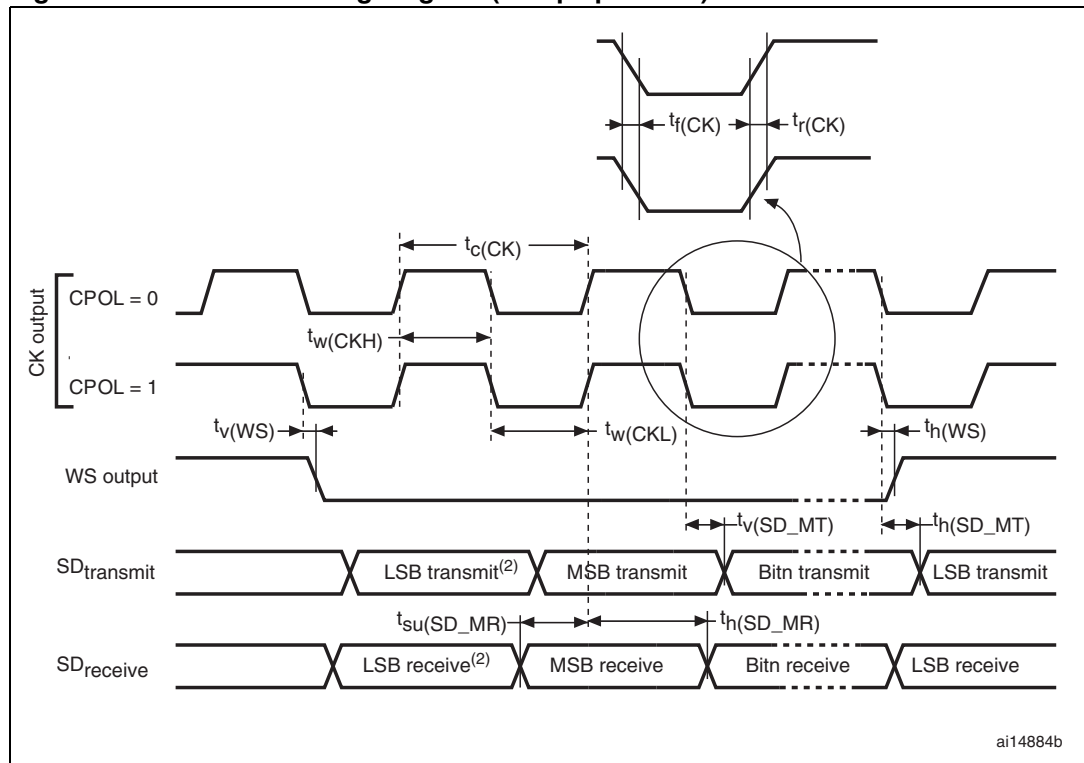 tf(CK)
tr(CK)
tc(CK)
CK output
CPOL = 0
tw(CKH)
CPOL = 1
tv(WS)
tw(CKL)
th(WS)
WS output
tv(SD_MT)
th(SD_MT)
SDtransmit
LSB transmit(2)
MSB transmit
Bitn transmit
LSB transmit
tsu(SD_MR)
th(SD_MR)
SDreceive
LSB receive(2)
MSB receive
Bitn receive
LSB receive
ai14884b